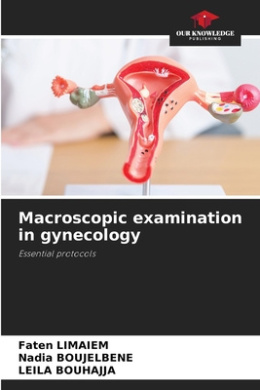 OUR KNOWLEDGE
PUBLISHING
Macroscopic examination
in gynecology
Essential protocols
Faten LIMAIEM
Nadia BOUJELBENE
LEILA BOUHAJJA